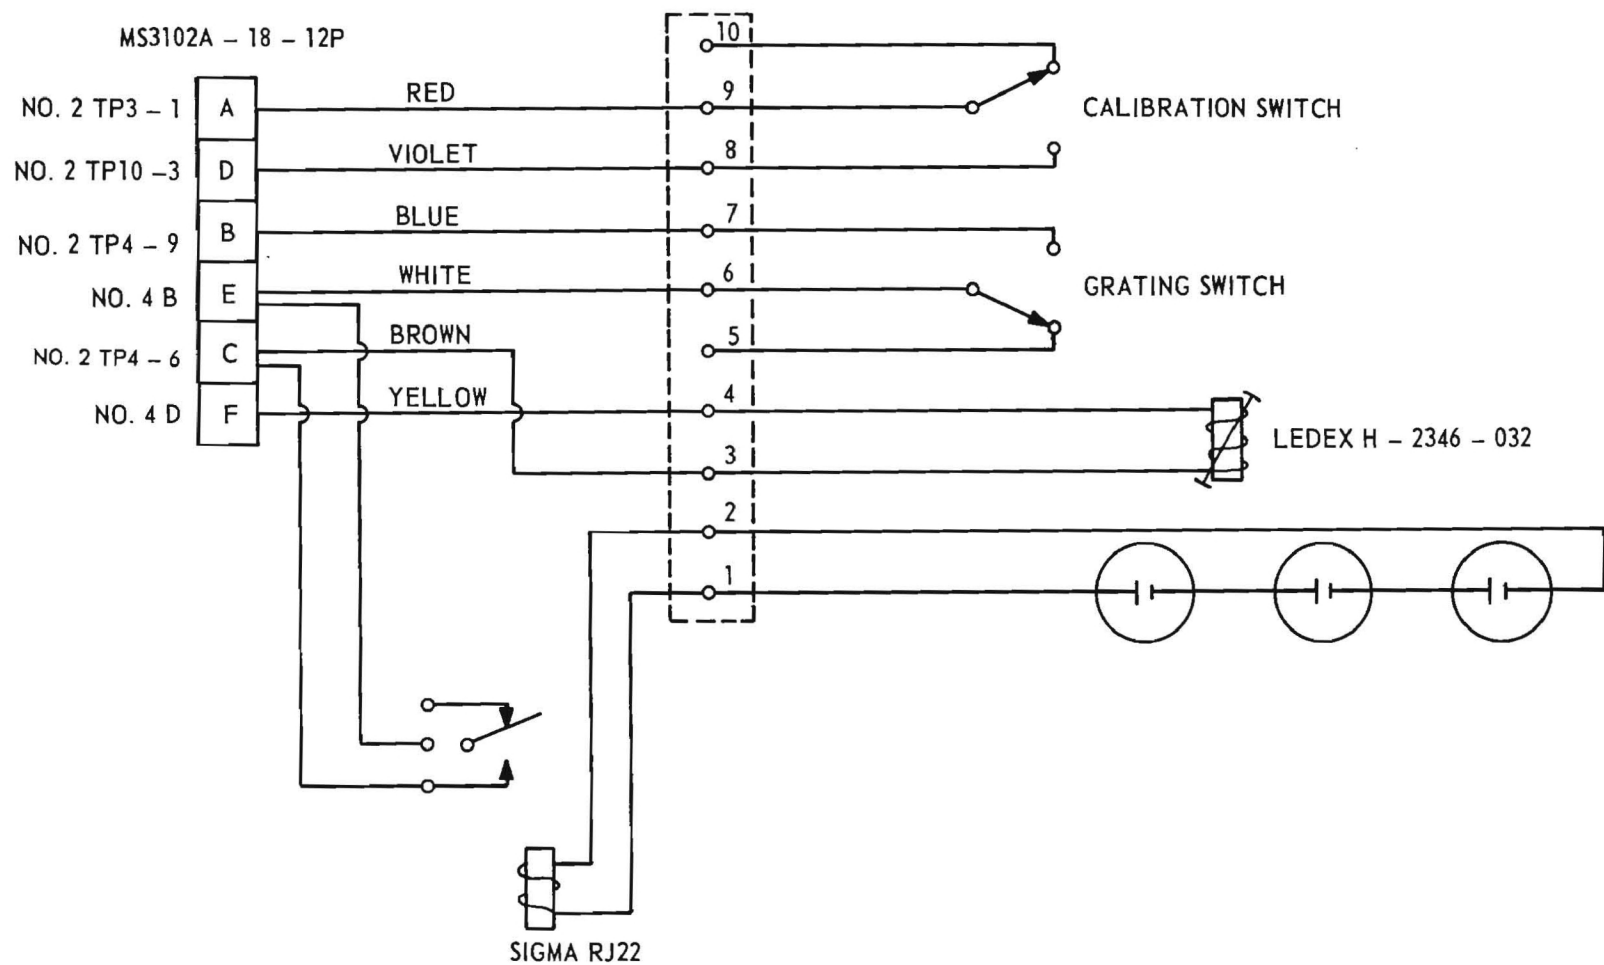 MS3102A – 18 – 12P
NO. 2 TP3 – 1 A RED 10 9 CALIBRATION SWITCH
NO. 2 TP10 –3 D VIOLET 8
NO. 2 TP4 – 9 B BLUE 7
NO. 4 B E WHITE 6 GRATING SWITCH
NO. 2 TP4 – 6 C BROWN 5
NO. 4 D F YELLOW 4
LEDEX H – 2346 – 032
3
2
1
SIGMA RJ22